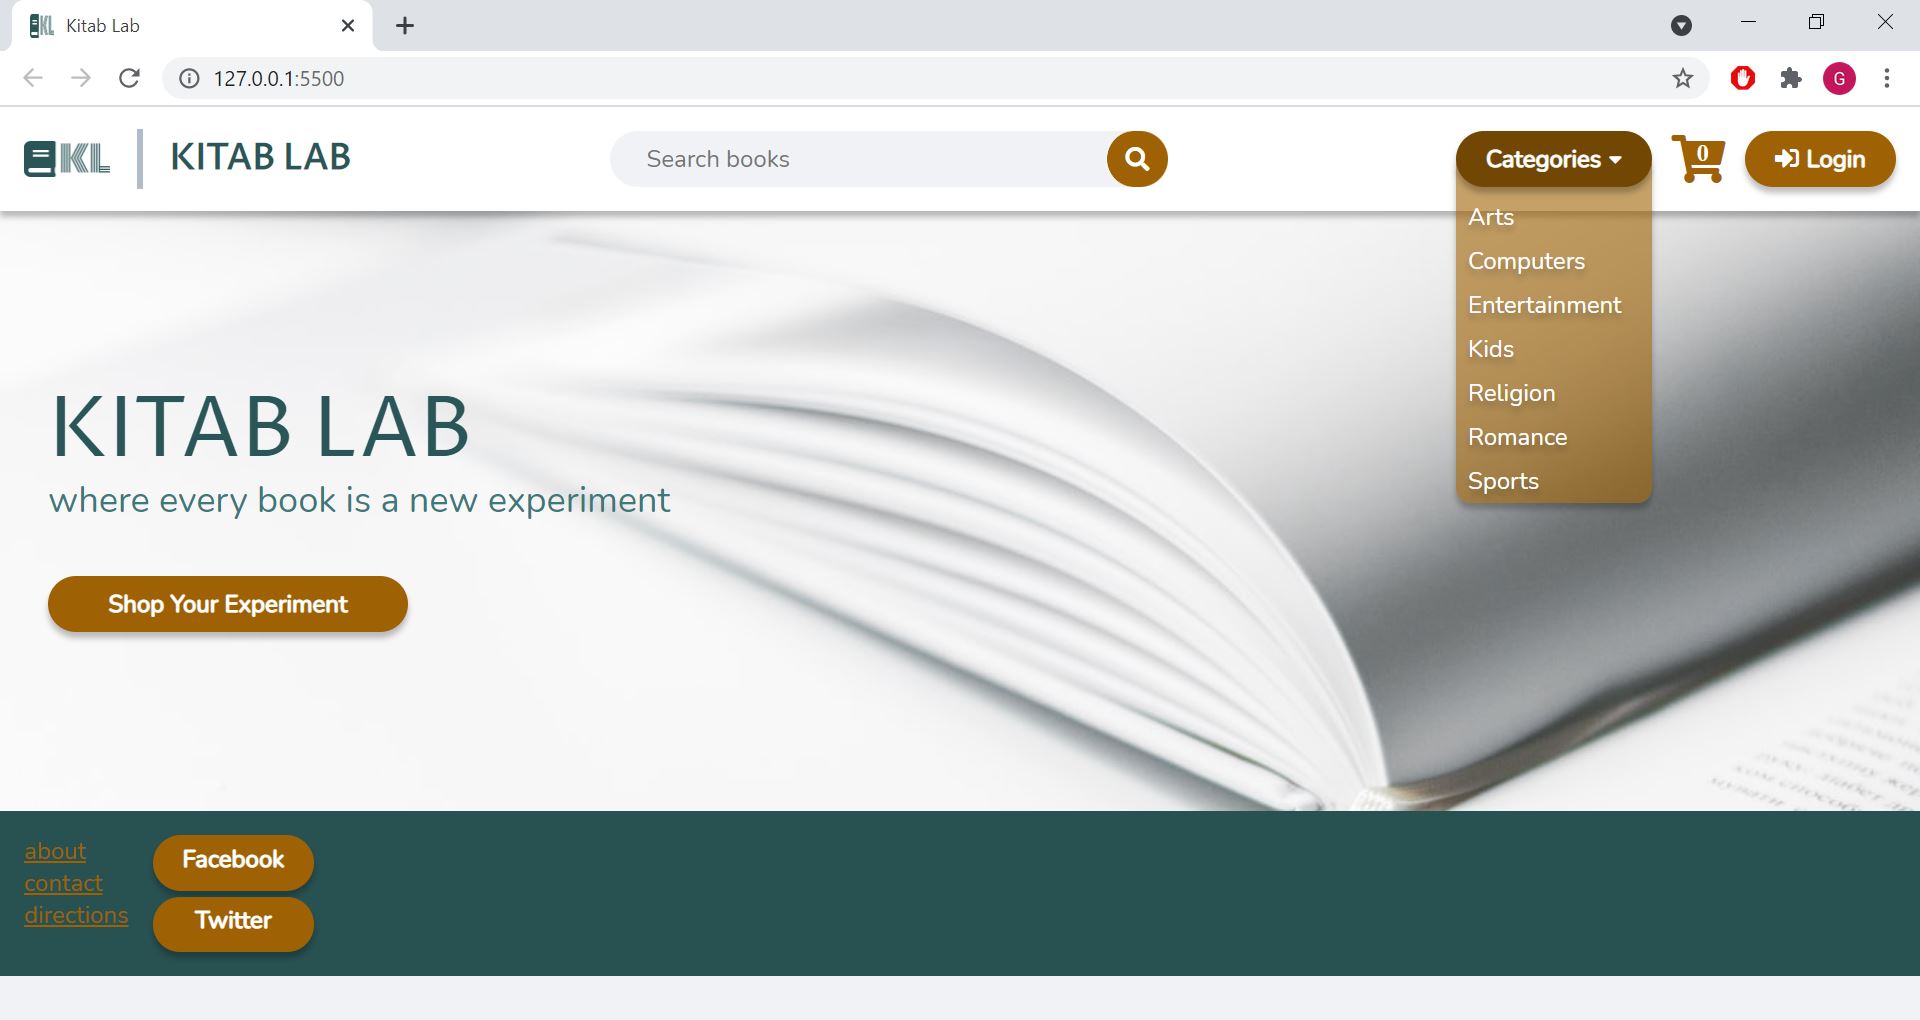 KL Kitab Lab
127.0.0.1:5500
G
KL KITAB LAB
Search books
Categories
0
Login
Arts
Computers
Entertainment
Kids
Religion
Romance
Sports
KITAB LAB
where every book is a new experiment
Shop Your Experiment
about
contact
directions
Facebook
Twitter